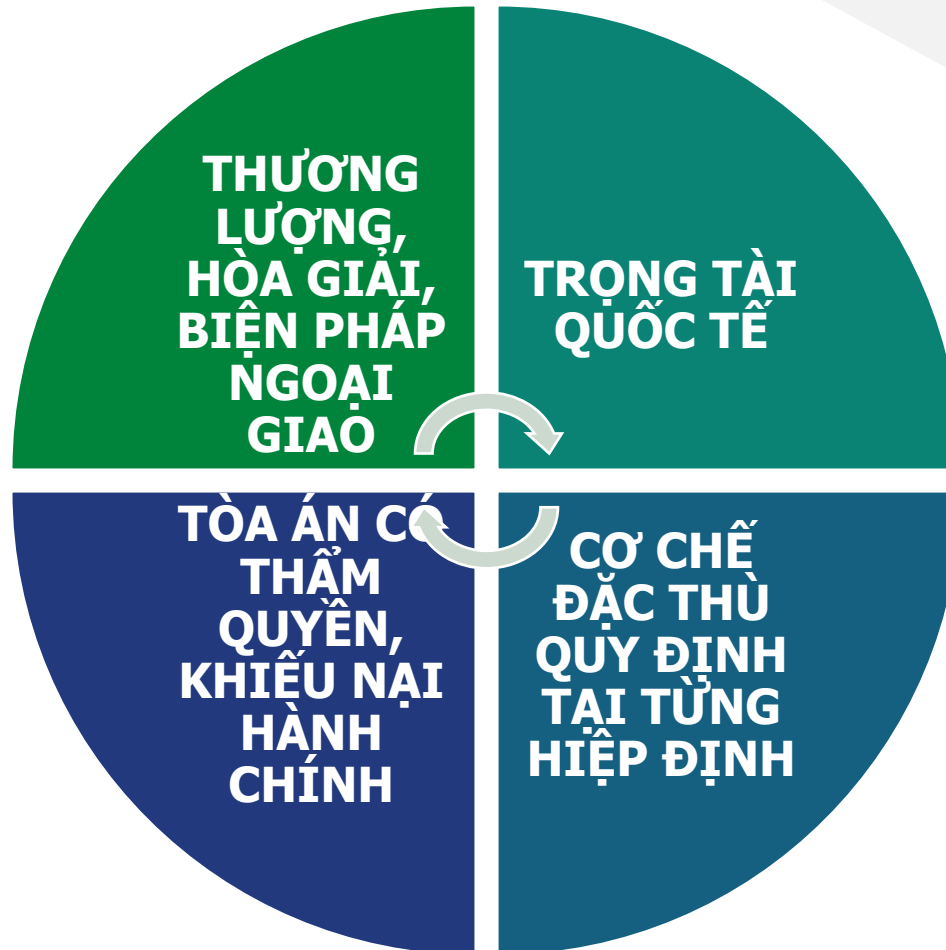 THƯƠNG
LƯỢNG,
HÒA GIẢI,
BIỆN PHÁP
NGOẠI
GIAO
TRỌNG TÀI
QUỐC TẾ
TÒA ÁN CÓ
THẨM
QUYỀN,
KHIẾU NẠI
HÀNH
CHÍNH
CƠ CHẾ
ĐẶC THÙ
QUY ĐỊNH
TẠI TỪNG
HIỆP ĐỊNH